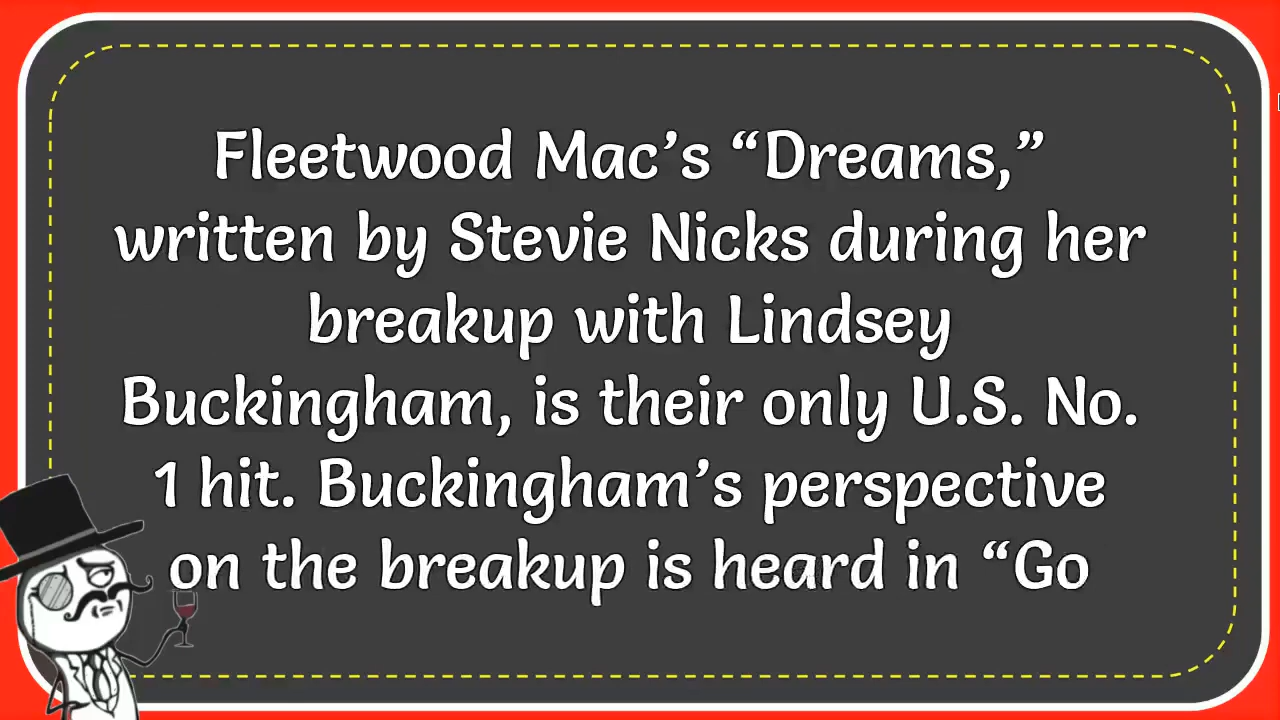 Fleetwood Mac’s “Dreams,”
written by Stevie Nicks during her
breakup with Lindsey
Buckingham, is their only U.S. No.
1 hit. Buckingham’s perspective
on the breakup is heard in “Go